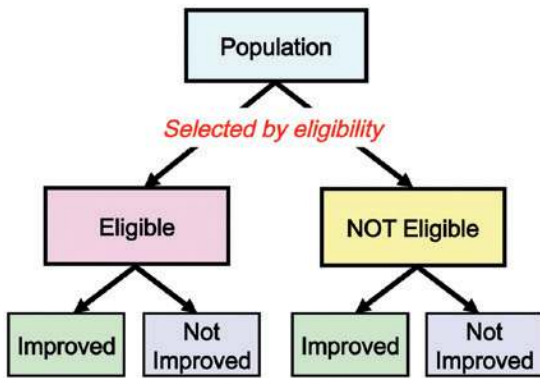 Population
Selected by eligibility
Eligible
NOT Eligible
Improved
Not
Improved
Improved
Not
Improved